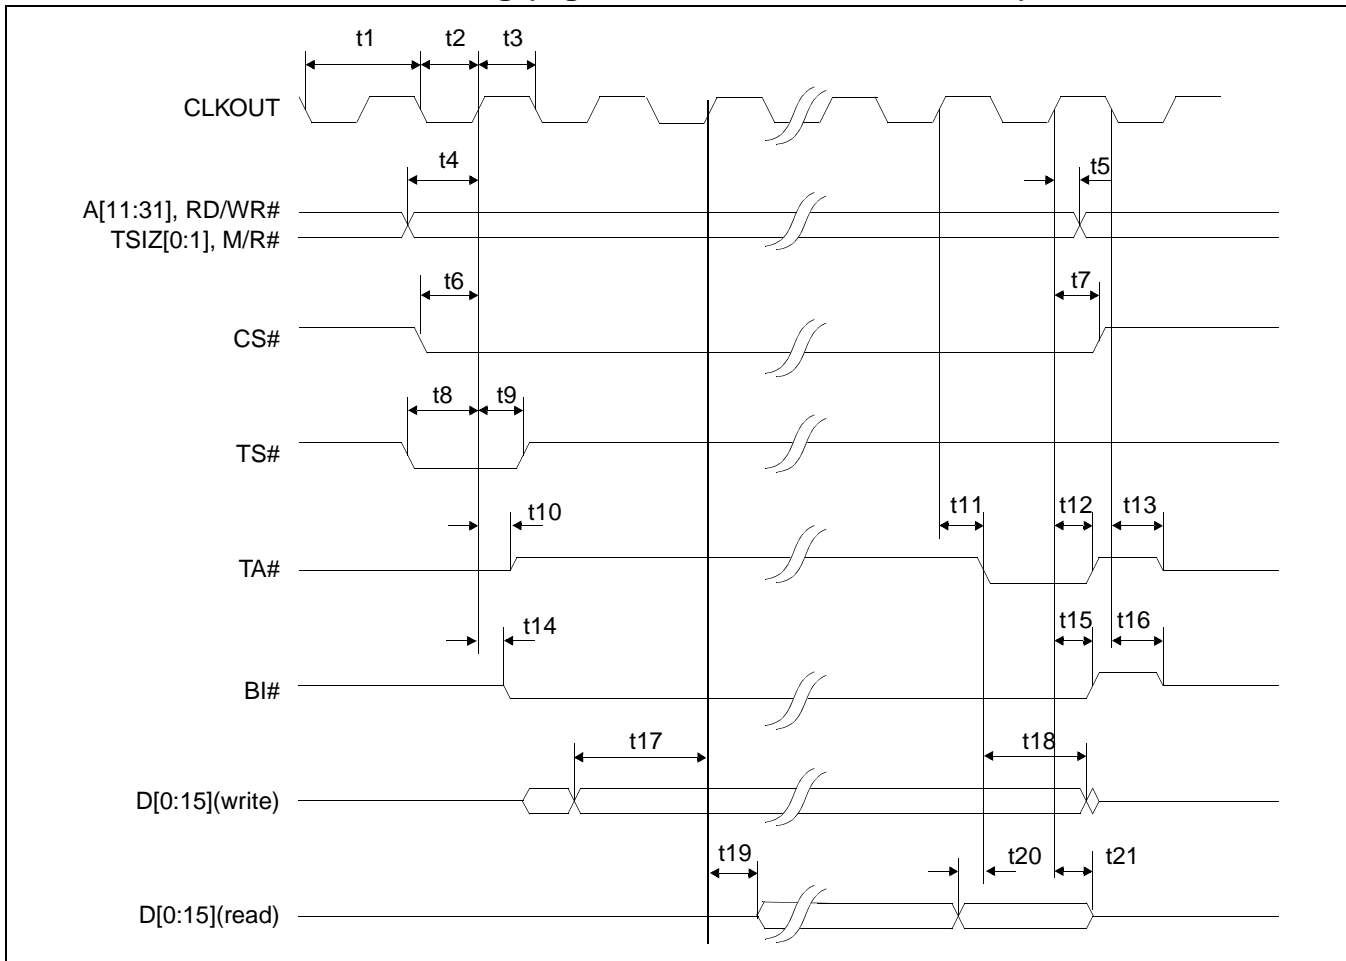 t1 t2 t3
CLKOUT
t4 t5
A[11:31], RD/WR#
TSIZ[0:1], M/R#
t6 t7
CS#
t8 t9
TS#
t10 t11 t12 t13
TA#
t14 t15 t16
BI#
t17 t18
D[0:15](write)
t19 t20 t21
D[0:15](read)